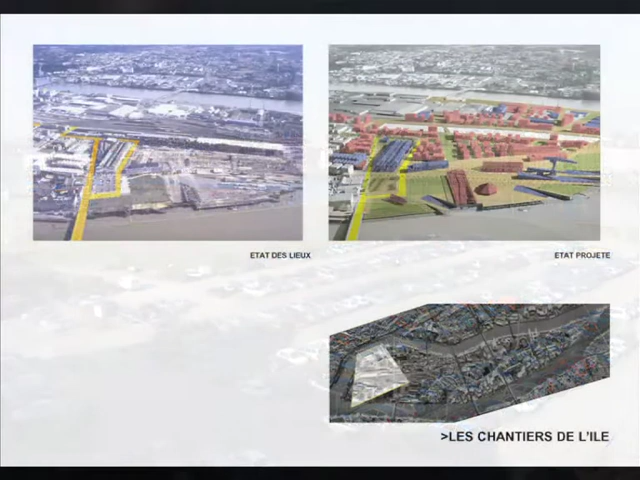 ETAT DES LIEUX
ETAT PROJETE
>LES CHANTIERS DE L'ILE